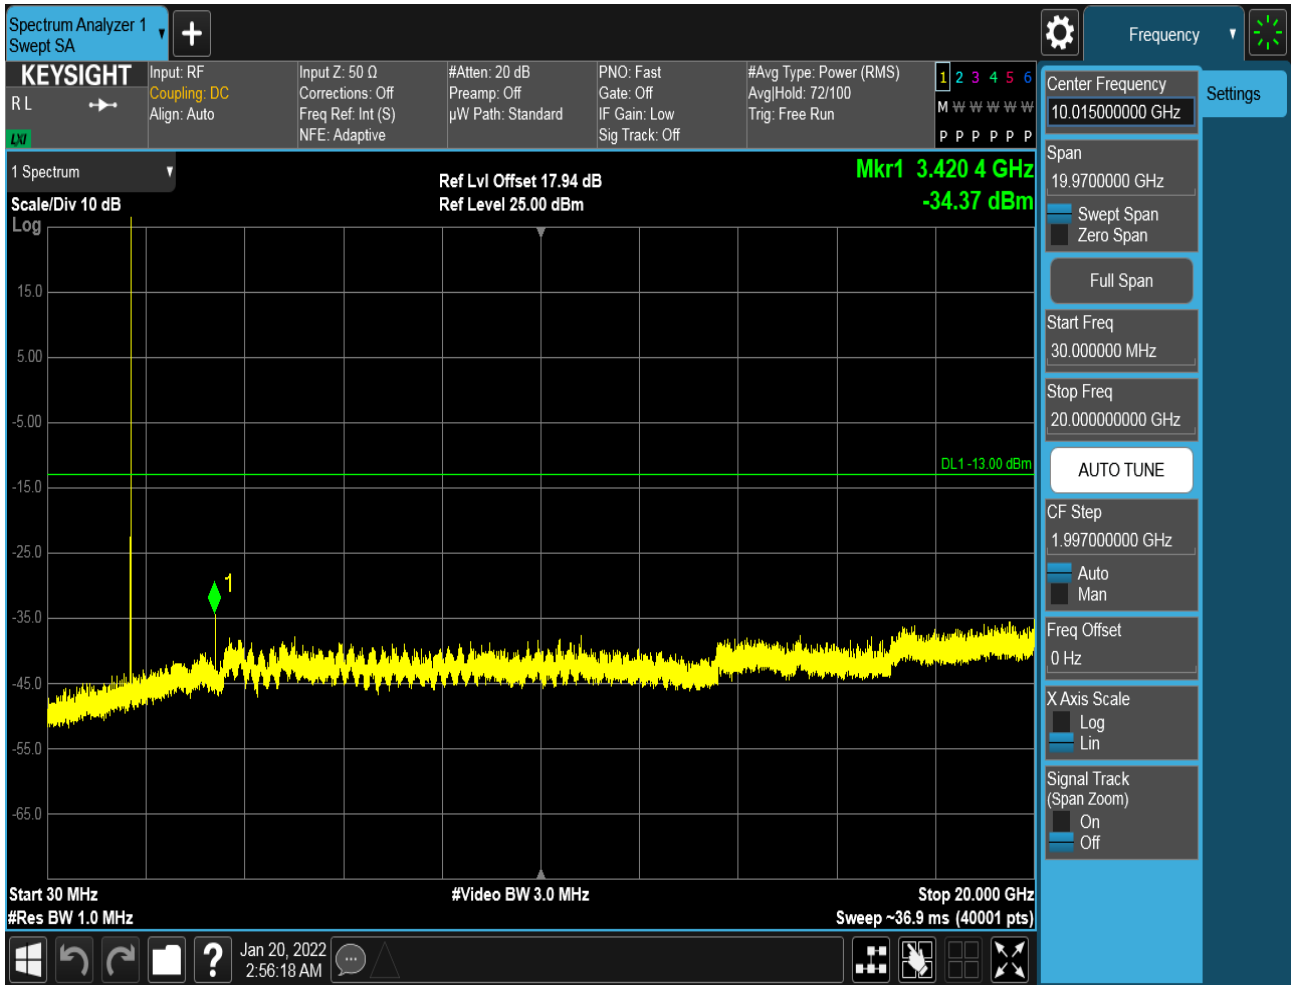 Spectrum Analyzer 1
Swept SA
Frequency
KEYSIGHT
R L
LXI
Input: RF
Coupling: DC
Align: Auto
Input Z: 50 Ω
Corrections: Off
Freq Ref: Int (S)
NFE: Adaptive
#Atten: 20 dB
Preamp: Off
µW Path: Standard
PNO: Fast
Gate: Off
IF Gain: Low
Sig Track: Off
#Avg Type: Power (RMS)
Avg|Hold: 72/100
Trig: Free Run
1 2 3 4 5 6
M W W W W W
P P P P P P
1 Spectrum
Scale/Div 10 dB
Log
Ref Lvl Offset 17.94 dB
Ref Level 25.00 dBm
Mkr1 3.420 4 GHz
-34.37 dBm
15.0
5.00
-5.00
DL1 -13.00 dBm
-15.0
-25.0
1
-35.0
-45.0
-55.0
-65.0
Start 30 MHz
#Res BW 1.0 MHz
#Video BW 3.0 MHz
Stop 20.000 GHz
Sweep ~36.9 ms (40001 pts)
Jan 20, 2022
2:56:18 AM
Settings
Center Frequency
10.015000000 GHz
Span
19.9700000 GHz
Swept Span
Zero Span
Full Span
Start Freq
30.000000 MHz
Stop Freq
20.000000000 GHz
AUTO TUNE
CF Step
1.997000000 GHz
Auto
Man
Freq Offset
0 Hz
X Axis Scale
Log
Lin
Signal Track
(Span Zoom)
On
Off